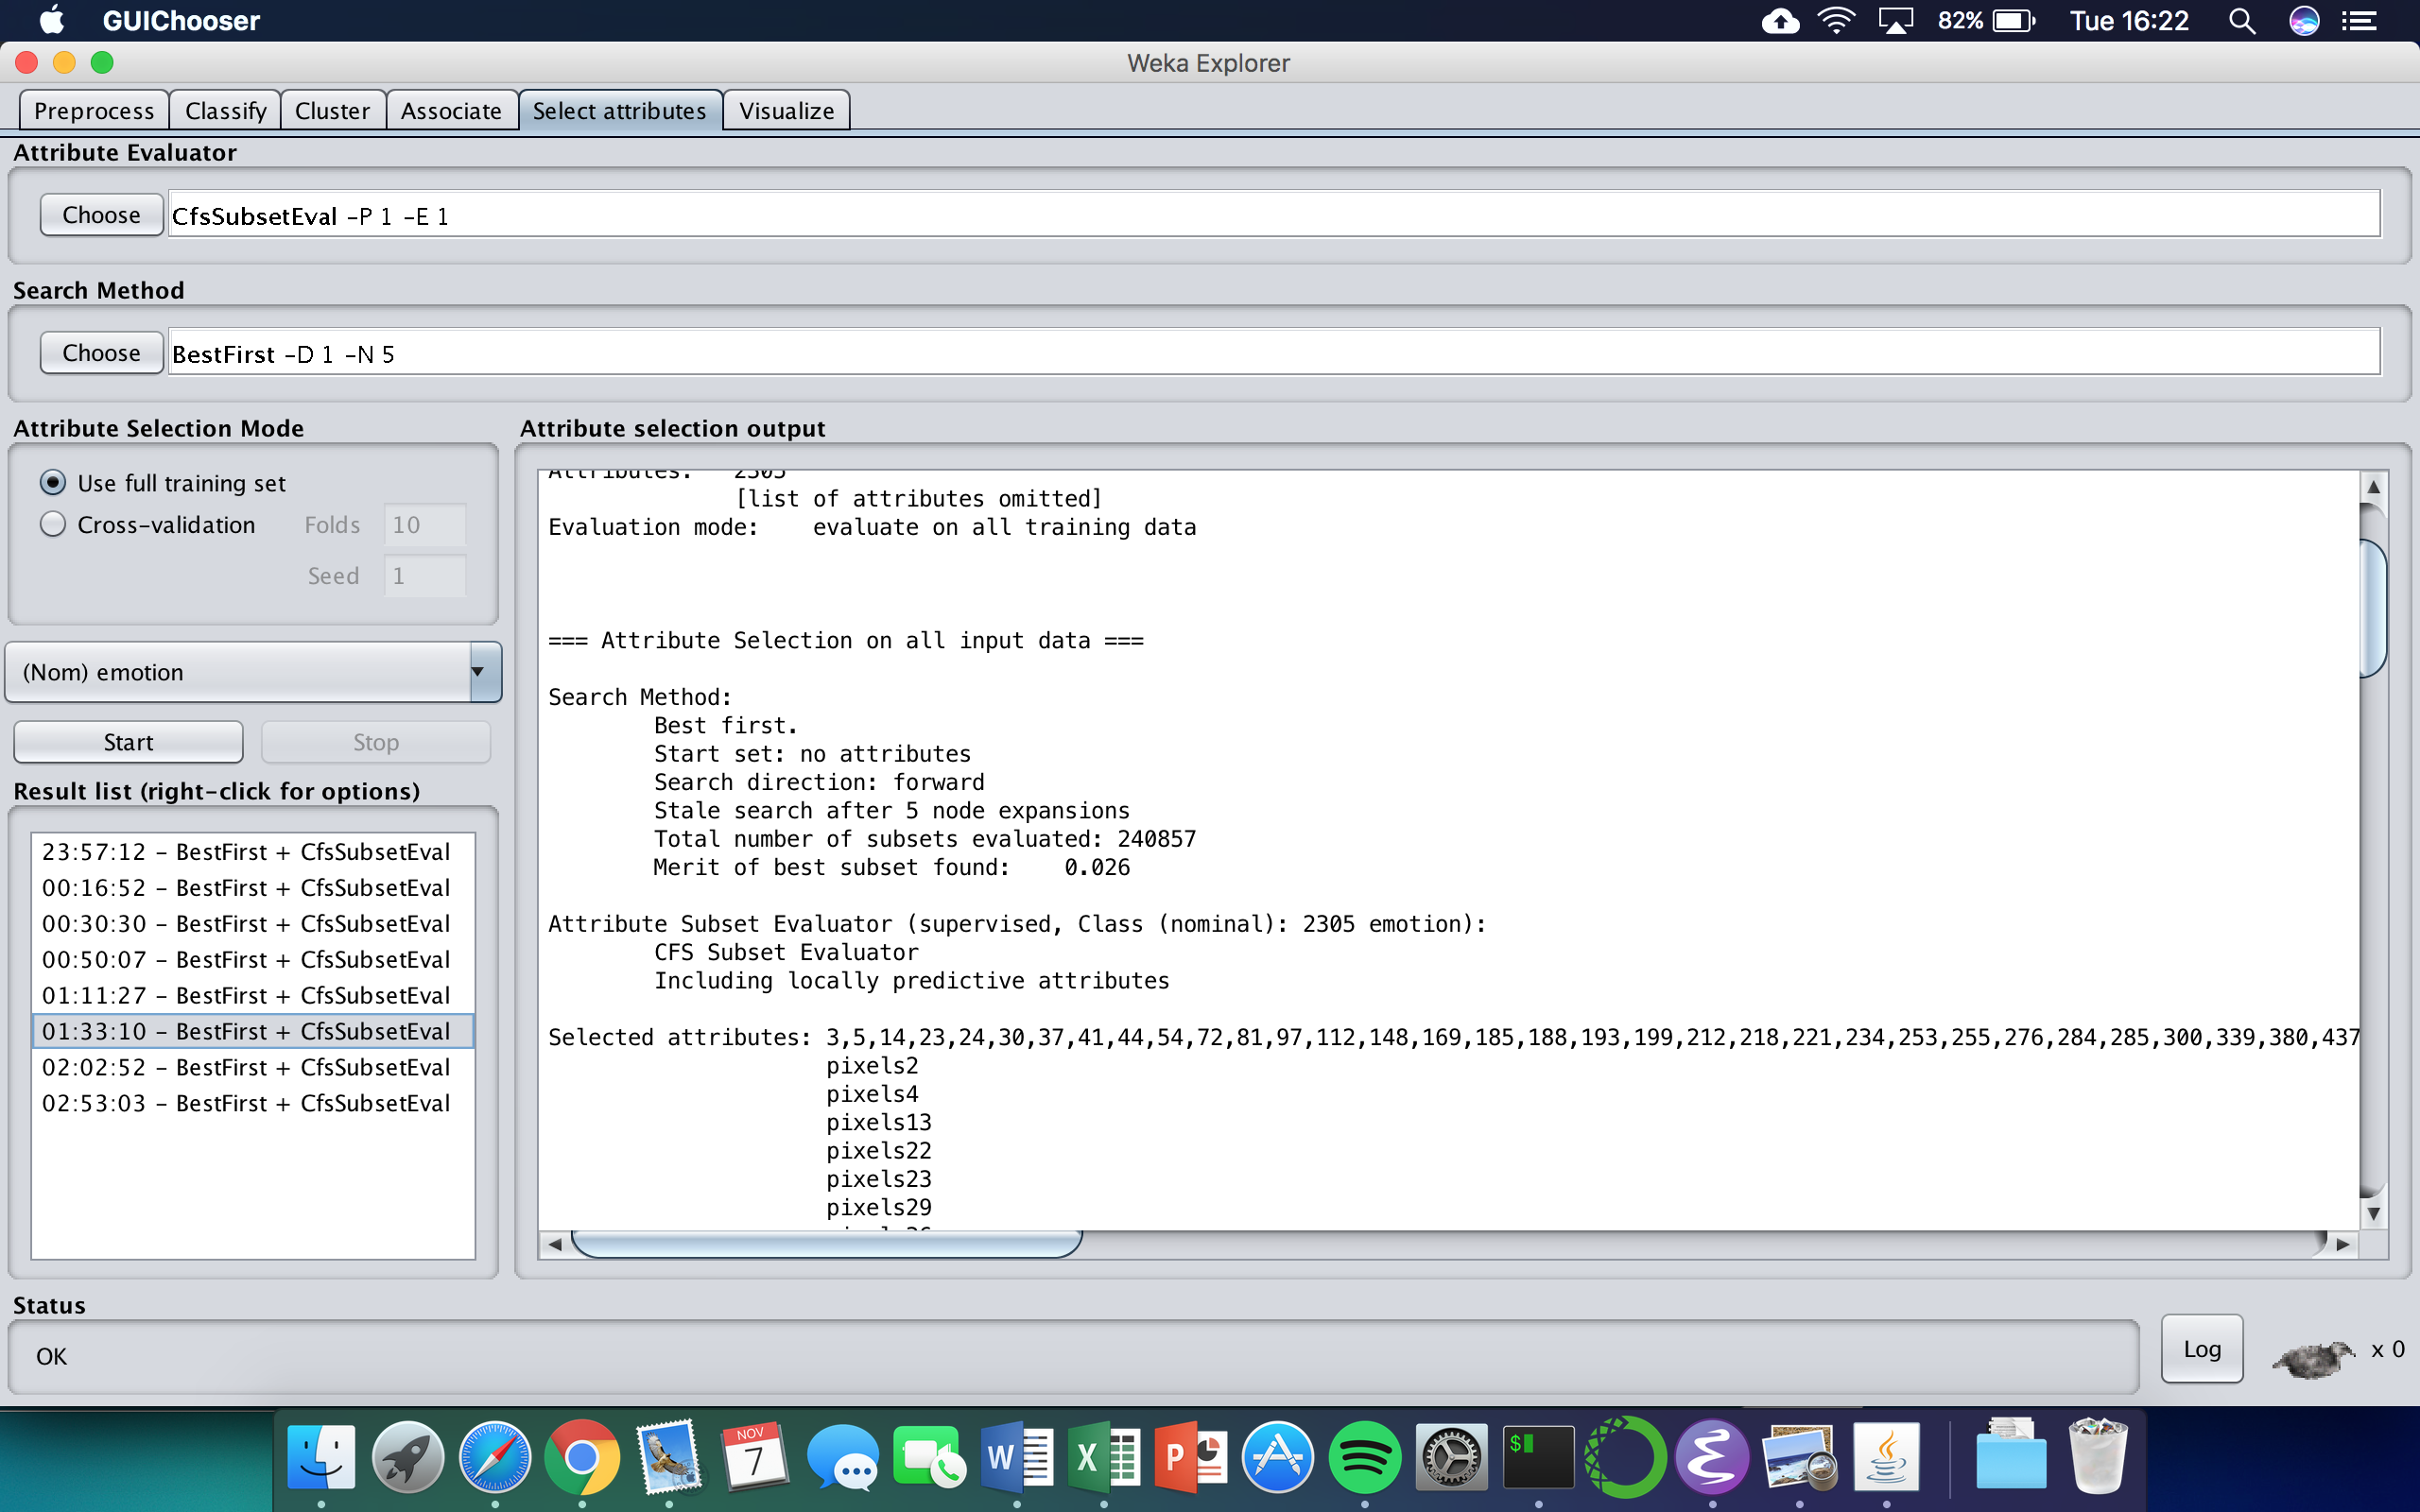 GUIChooser
82%
Tue 16:22
Weka Explorer
Preprocess Classify Cluster Associate Select attributes Visualize
Attribute Evaluator
Choose CfsSubsetEval -P 1 -E 1
Search Method
Choose BestFirst -D 1 -N 5
Attribute Selection Mode
Use full training set
Cross-validation Folds 10
Seed 1
(Nom) emotion
Start Stop
Result list (right-click for options)
23:57:12 - BestFirst + CfsSubsetEval
00:16:52 - BestFirst + CfsSubsetEval
00:30:30 - BestFirst + CfsSubsetEval
00:50:07 - BestFirst + CfsSubsetEval
01:11:27 - BestFirst + CfsSubsetEval
01:33:10 - BestFirst + CfsSubsetEval
02:02:52 - BestFirst + CfsSubsetEval
02:53:03 - BestFirst + CfsSubsetEval
Attribute selection output
Attributes: 2305
[list of attributes omitted]
Evaluation mode: evaluate on all training data
=== Attribute Selection on all input data ===
Search Method:
Best first.
Start set: no attributes
Search direction: forward
Stale search after 5 node expansions
Total number of subsets evaluated: 240857
Merit of best subset found: 0.026
Attribute Subset Evaluator (supervised, Class (nominal): 2305 emotion):
CFS Subset Evaluator
Including locally predictive attributes
Selected attributes: 3,5,14,23,24,30,37,41,44,54,72,81,97,112,148,169,185,188,193,199,212,218,221,234,253,255,276,284,285,300,339,380,437
pixels2
pixels4
pixels13
pixels22
pixels23
pixels29
Status
OK
Log
x 0
NOV
7
W
X
P
$